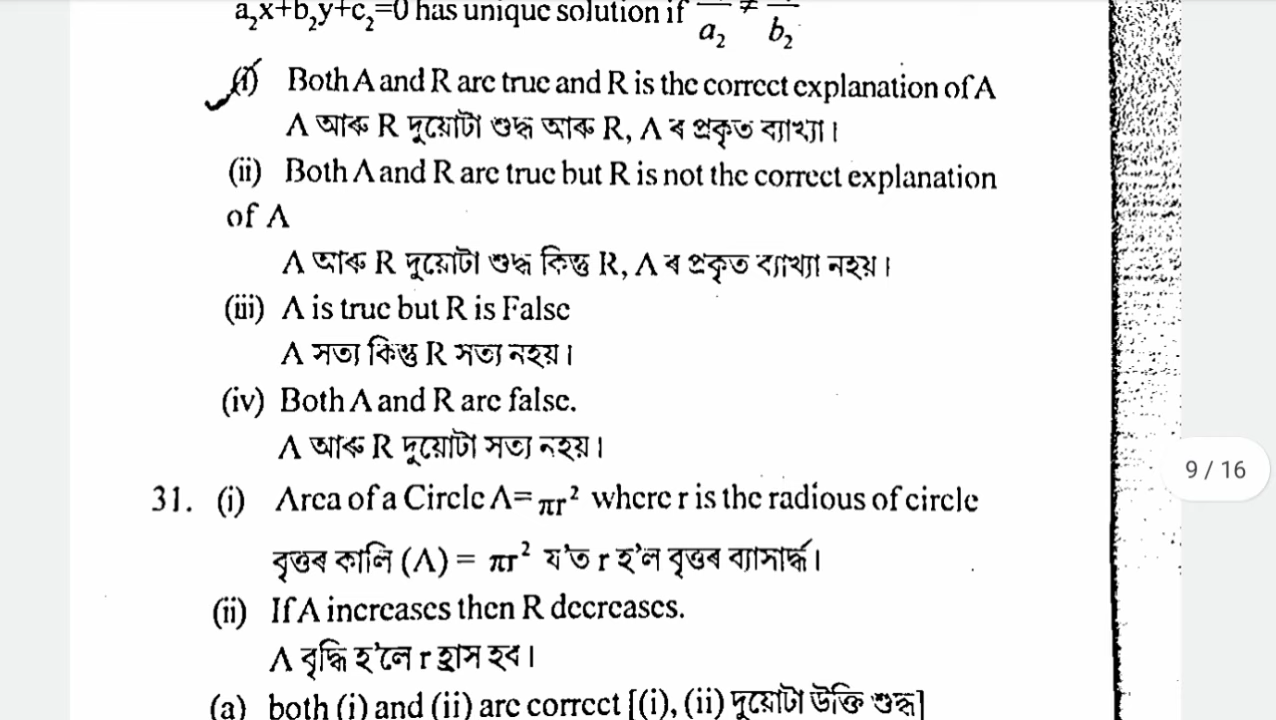 a₂x+b₂y+c₂=0 has unique solution if —/a₂ ≠ —/b₂
(i) Both A and R are true and R is the correct explanation of A
A আৰু R দুয়োটা শুদ্ধ আৰু R, A ৰ প্ৰকৃত ব্যাখ্যা।
(ii) Both A and R are true but R is not the correct explanation
of A
A আৰু R দুয়োটা শুদ্ধ কিন্তু R, A ৰ প্ৰকৃত ব্যাখ্যা নহয়।
(iii) A is true but R is False
A সত্য কিন্তু R সত্য নহয়।
(iv) Both A and R are false.
A আৰু R দুয়োটা সত্য নহয়।
9 / 16
31. (i) Area of a Circle A= πr² where r is the radious of circle
বৃত্তৰ কালি (A) = πr² য'ত r হ'ল বৃত্তৰ ব্যাসাৰ্দ্ধ।
(ii) If A increases then R decreases.
A বৃদ্ধি হ'লে r হ্ৰাস হব।
(a) both (i) and (ii) are correct [(i), (ii) দুয়োটা উক্তি শুদ্ধ]